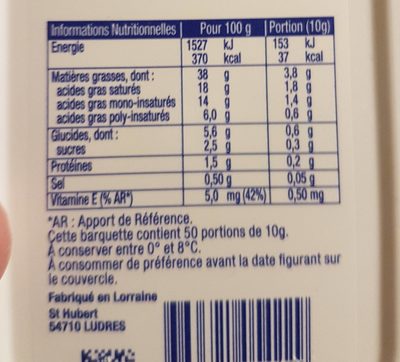 Informations Nutritionnelles Pour 100 g Portion (10g)
Energie 1527 kJ 153 kJ
370 kcal 37 kcal
Matières grasses, dont : 38 g 3,8 g
acides gras saturés 18 g 1,8 g
acides gras mono-insaturés 14 g 1,4 g
acides gras poly-insaturés 6,0 g 0,6 g
Glucides, dont : 5,6 g 0,6 g
sucres 2,5 g 0,3 g
Protéines 1,5 g 0,2 g
Sel 0,50 g 0,05 g
Vitamine E (% AR*) 5,0 mg (42%) 0,50 mg
*AR : Apport de Référence.
Cette barquette contient 50 portions de 10g.
À conserver entre 0° et 8°C.
À consommer de préférence avant la date figurant sur
le couvercle.
Fabriqué en Lorraine
St Hubert
54710 LUDRES